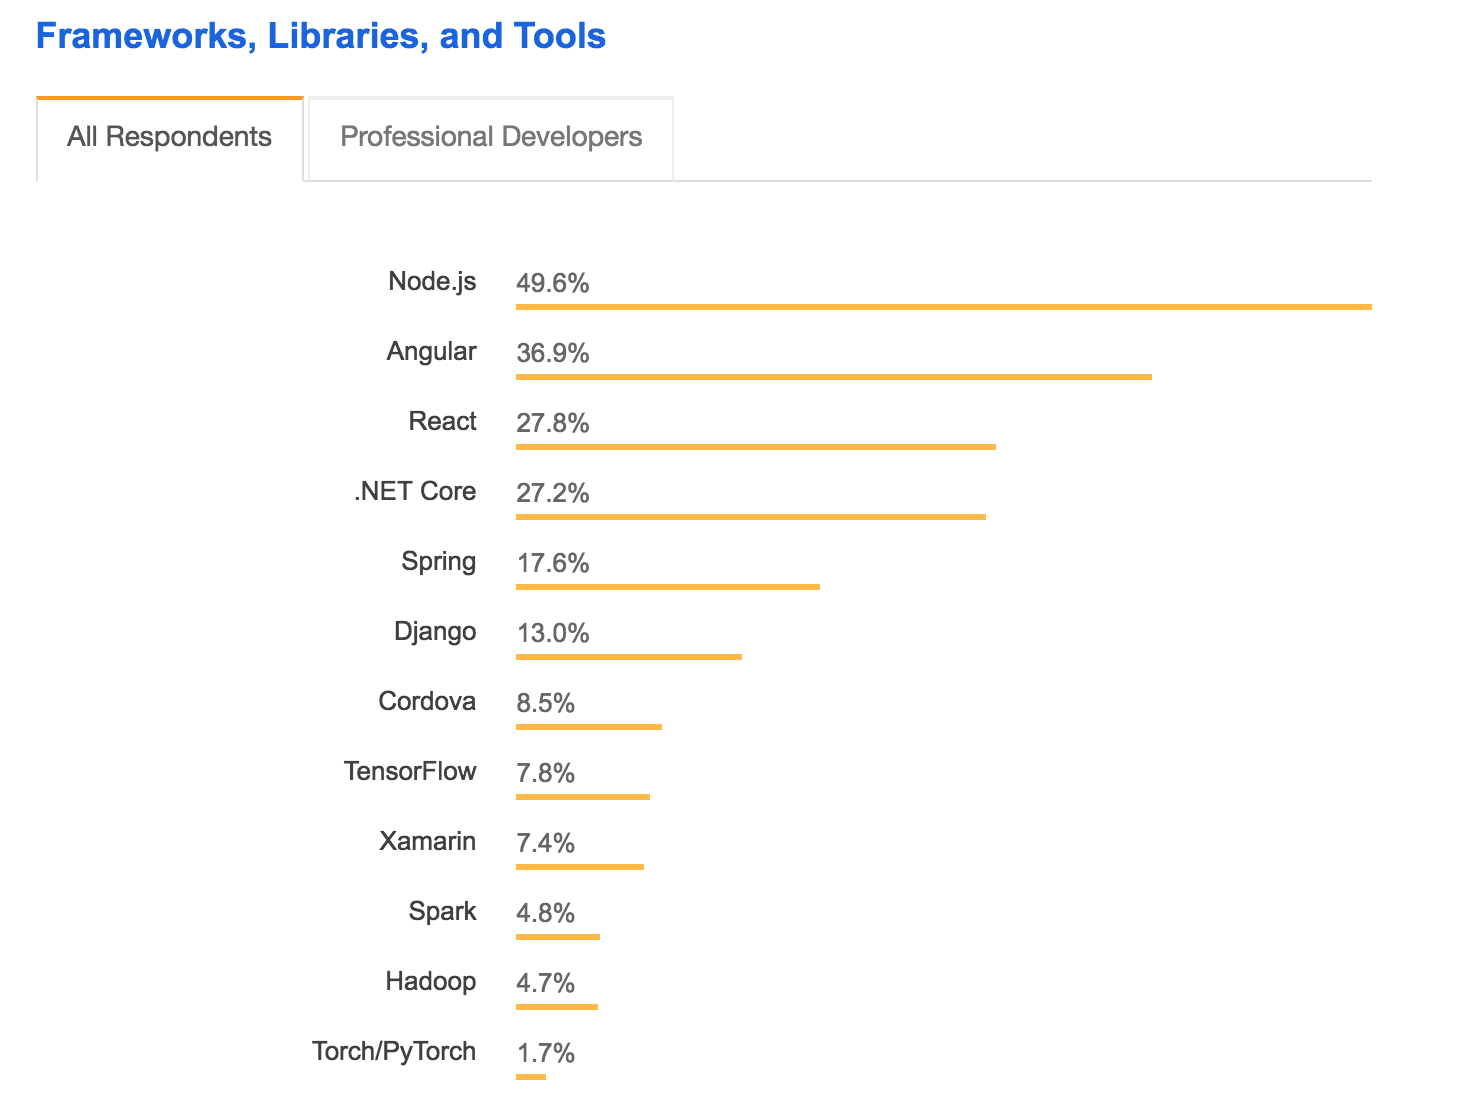 Frameworks, Libraries, and Tools
All Respondents Professional Developers
Node.js 49.6%
Angular 36.9%
React 27.8%
.NET Core 27.2%
Spring 17.6%
Django 13.0%
Cordova 8.5%
TensorFlow 7.8%
Xamarin 7.4%
Spark 4.8%
Hadoop 4.7%
Torch/PyTorch 1.7%